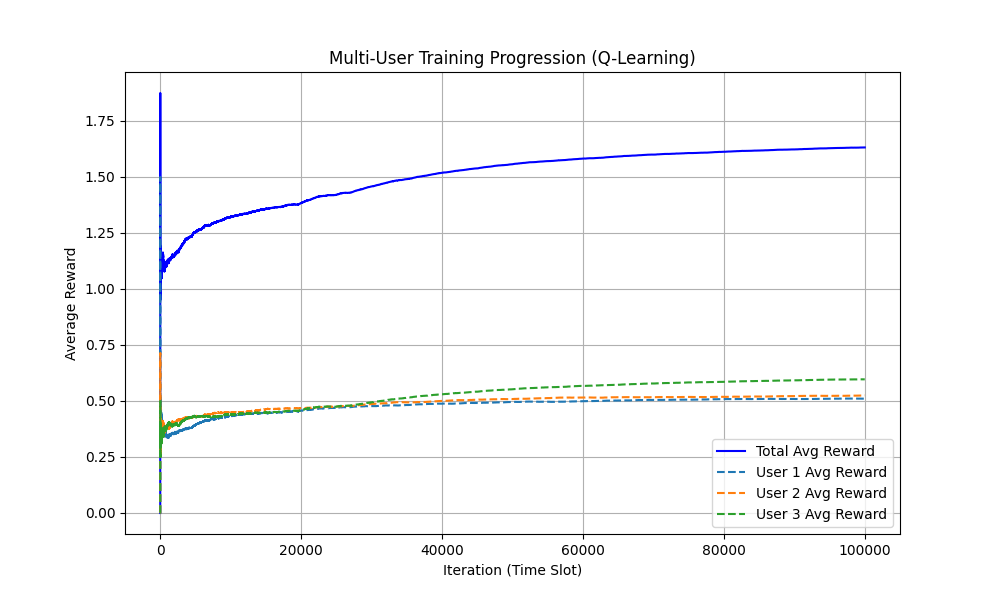 Multi-User Training Progression (Q-Learning)
Average Reward
1.75
1.50
1.25
1.00
0.75
0.50
0.25
0.00
Total Avg Reward
User 1 Avg Reward
User 2 Avg Reward
User 3 Avg Reward
0 20000 40000 60000 80000 100000
Iteration (Time Slot)